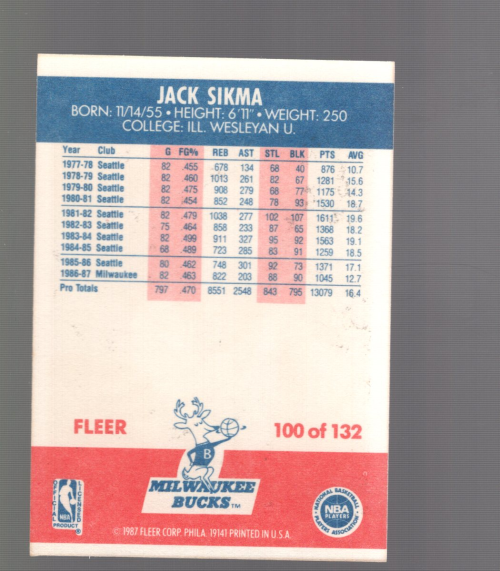 JACK SIKMA
BORN: 11/14/55 • HEIGHT: 6'11" • WEIGHT: 250
COLLEGE: ILL. WESLEYAN U.
Year Club G FG% REB AST STL BLK PTS AVG
1977-78 Seattle 82 .455 678 134 68 40 876 10.7
1978-79 Seattle 82 .460 1013 261 82 67 1281 15.6
1979-80 Seattle 82 .475 908 279 68 77 1175 14.3
1980-81 Seattle 82 .454 852 248 78 93 1530 18.7
1981-82 Seattle 82 .479 1038 277 102 107 1611 19.6
1982-83 Seattle 75 .464 858 233 87 65 1368 18.2
1983-84 Seattle 82 .499 911 327 95 92 1563 19.1
1964-85 Seattle 68 .489 723 285 83 91 1259 18.5
1985-86 Seattle 80 .462 748 301 92 73 1371 17.1
1986-87 Milwaukee 82 .463 822 203 88 90 1045 12.7
Pro Totals 797 .470 8551 2548 843 795 13079 16.4
FLEER
100 of 132
B
MILWAUKEE
BUCKS™
OFFICIAL LICENSED
NBA
PRODUCT
®
NATIONAL BASKETBALL
NBA
PLAYERS
PLAYERS ASSOCIATION
© 1987 FLEER CORP. PHILA. 19141 PRINTED IN U.S.A.